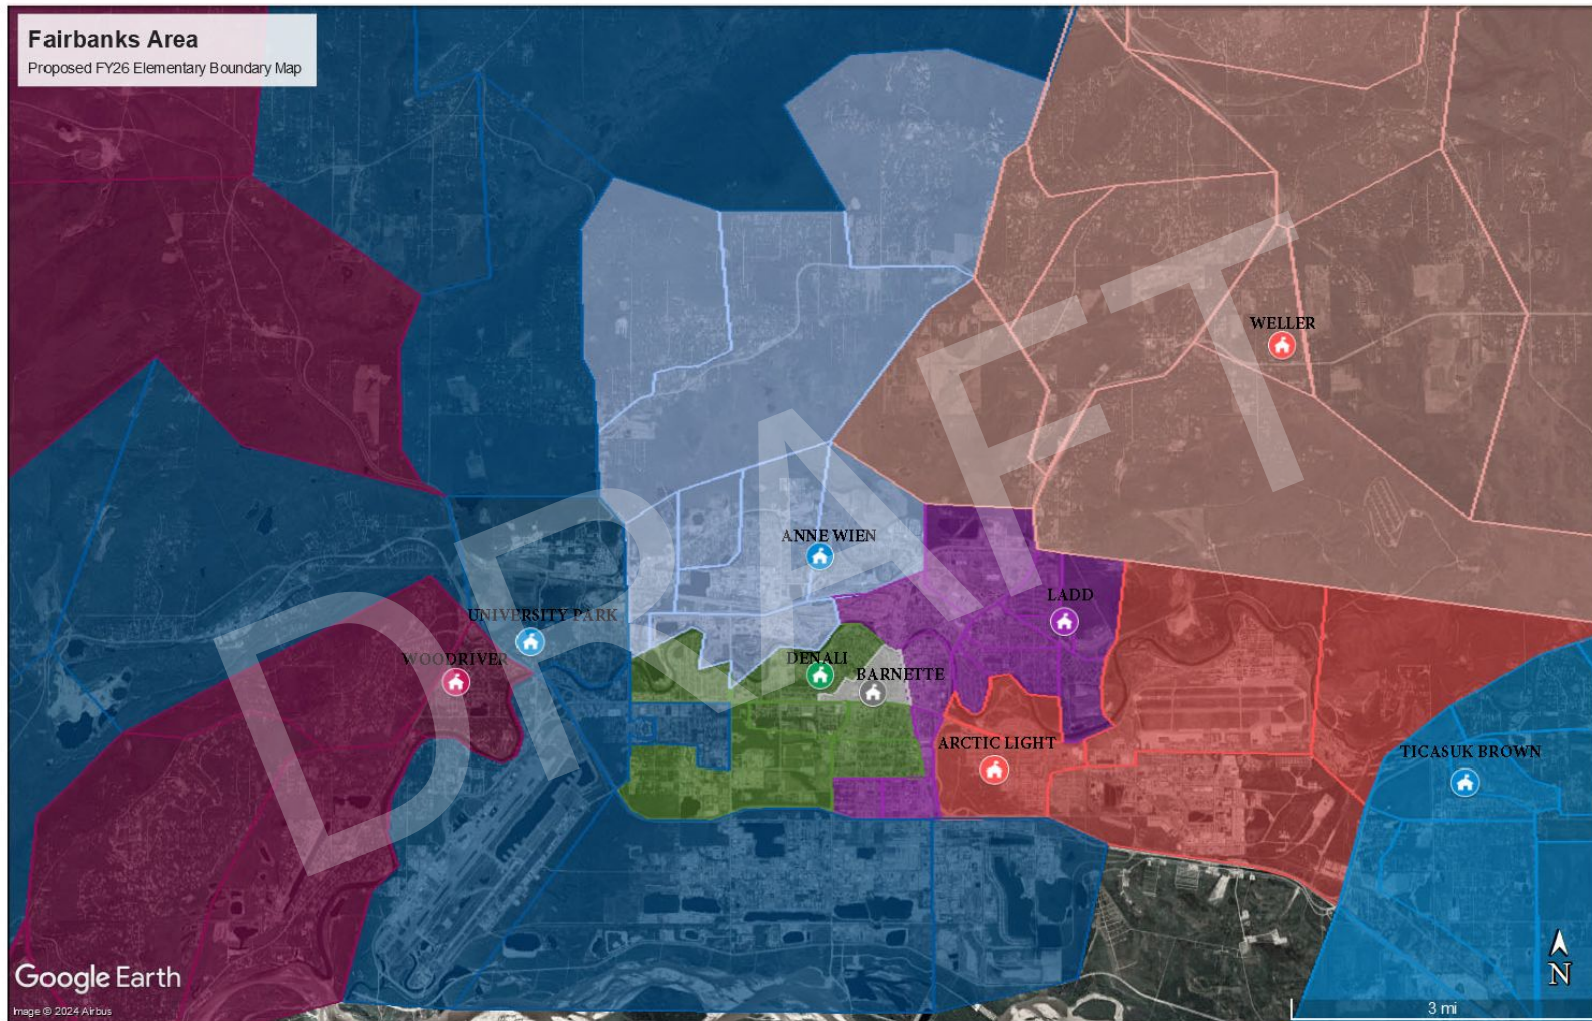 Fairbanks Area
Proposed FY26 Elementary Boundary Map
DRAFT
WELLER
ANNE WIEN
LADD
UNIVERSITY PARK
WOODRIVER
DENALI
BARNETTE
ARCTIC LIGHT
TICASUK BROWN
Google Earth
Image © 2024 Airbus
N
3 mi